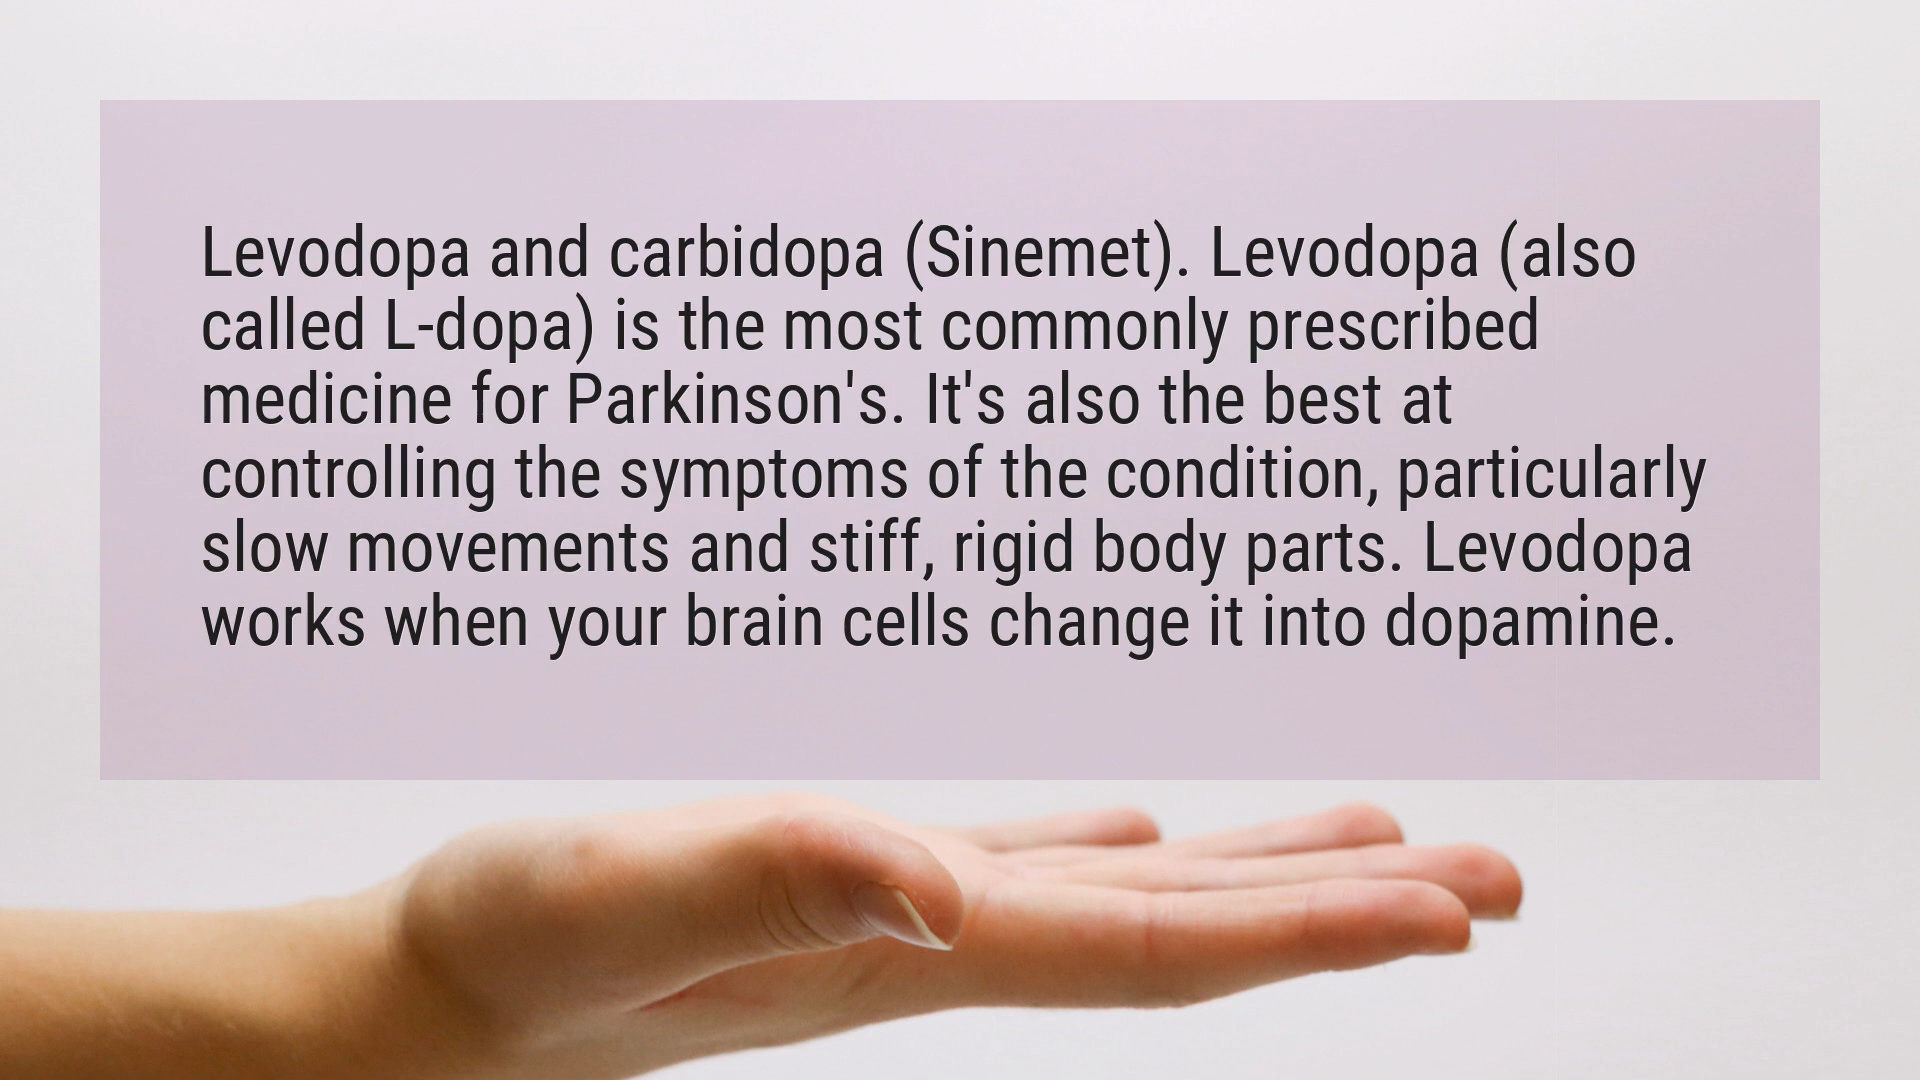 Levodopa and carbidopa (Sinemet). Levodopa (also
called L-dopa) is the most commonly prescribed
medicine for Parkinson's. It's also the best at
controlling the symptoms of the condition, particularly
slow movements and stiff, rigid body parts. Levodopa
works when your brain cells change it into dopamine.